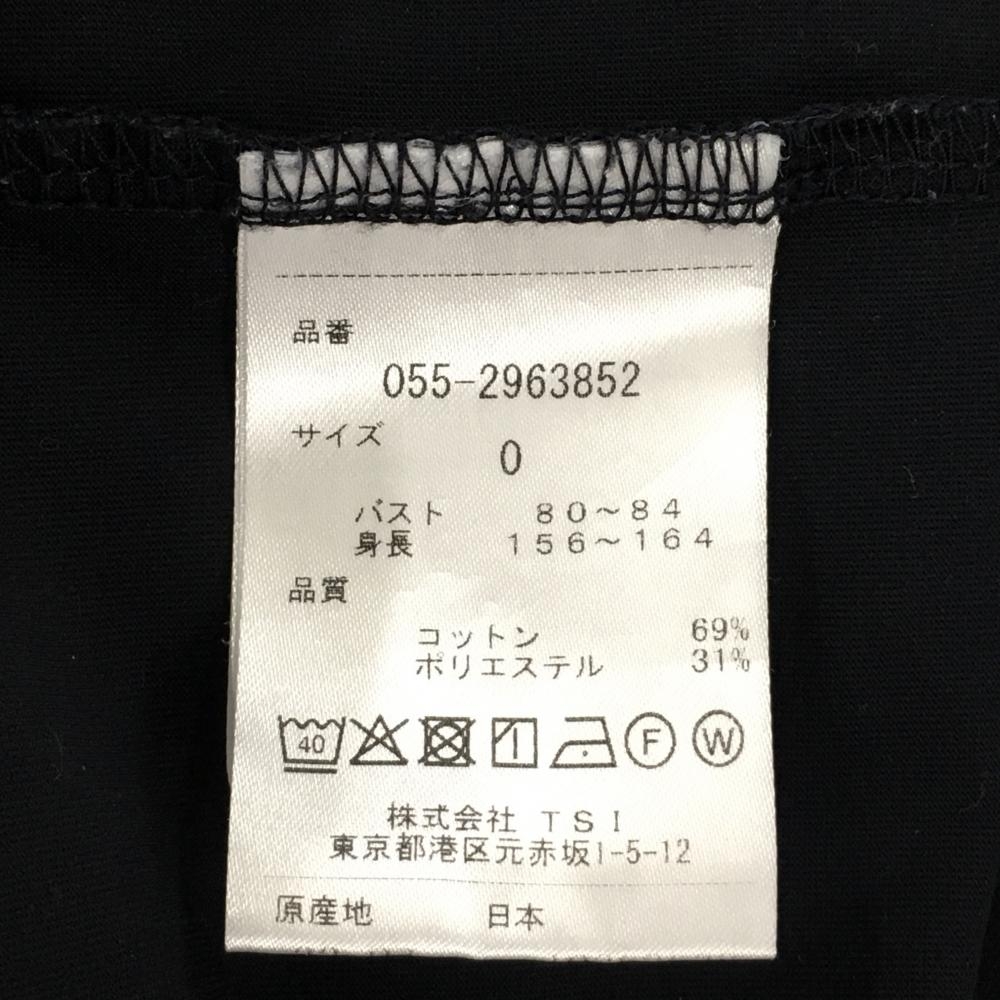 品番
055-2963852
サイズ
0
バスト 80~84
身長 156~164
品質
コットン 69%
ポリエステル 31%
40 F W
株式会社 TSI
東京都港区元赤坂1-5-12
原産地 日本